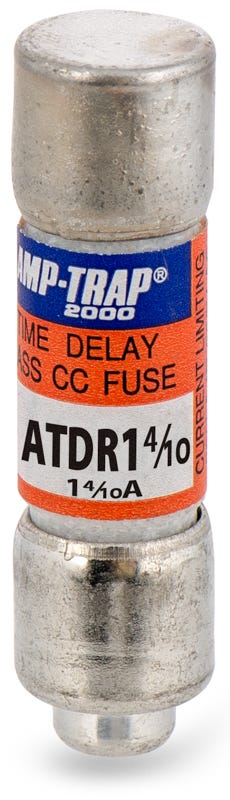 AMP-TRAP®
2000
TIME DELAY
ASS CC FUSE
ATDR1 4/10
1 4/10A
CURRENT LIMITING